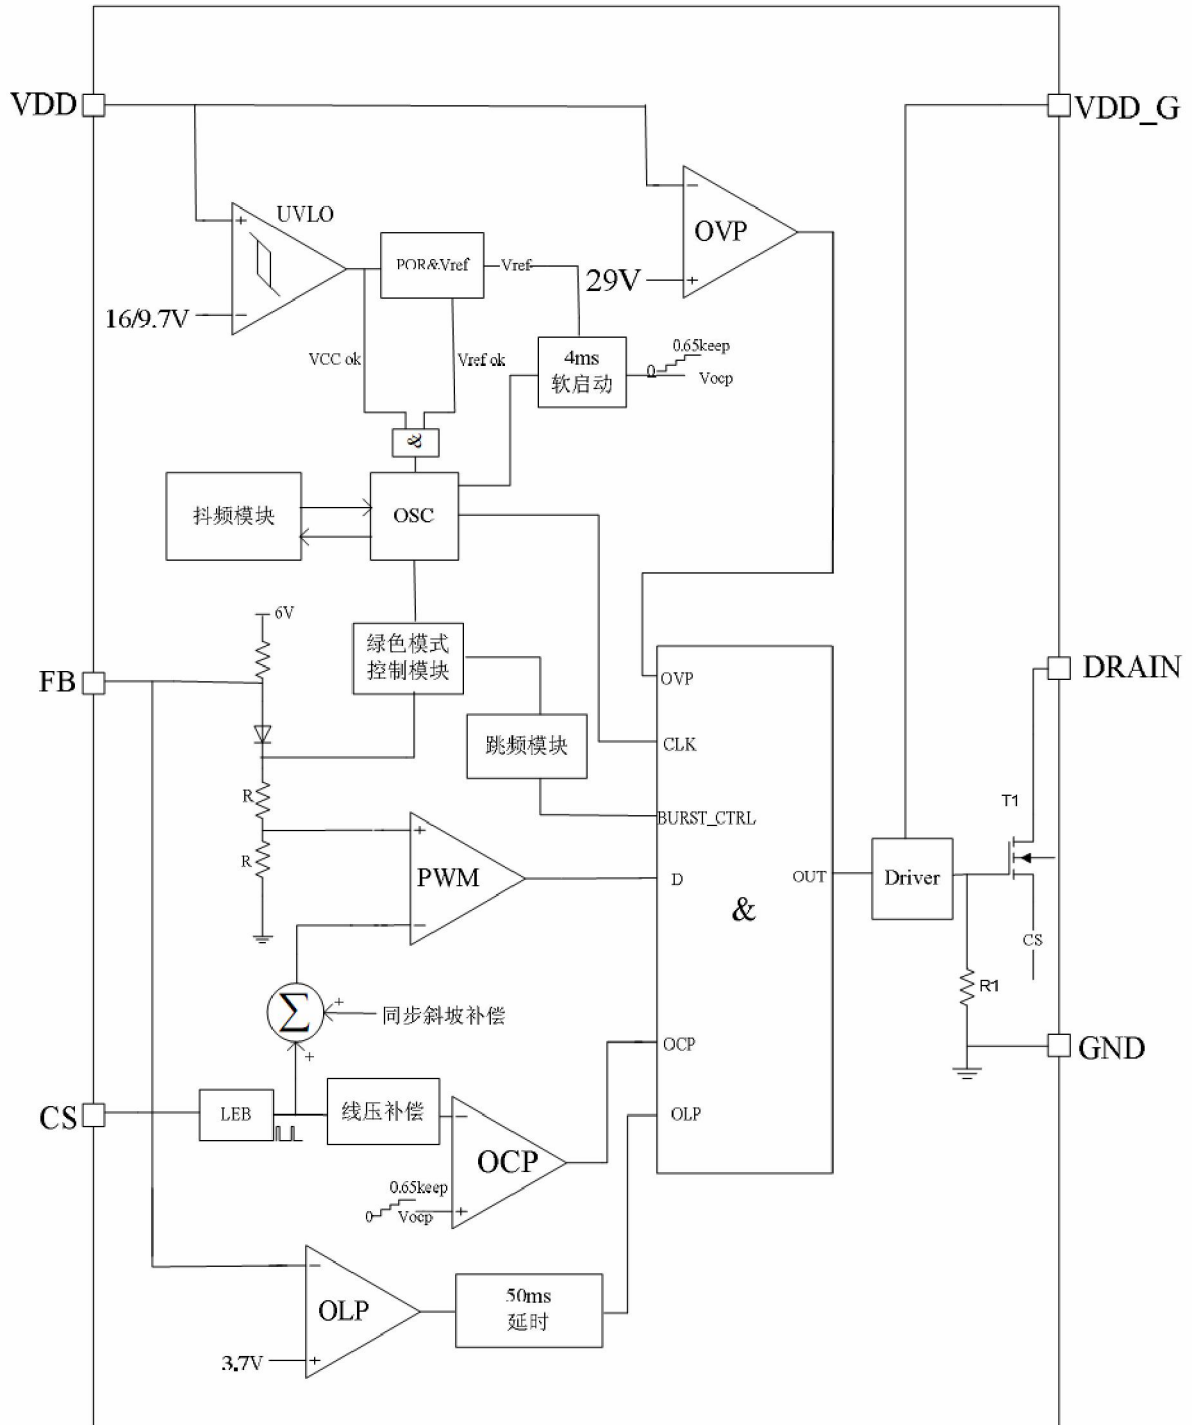 VDD
VDD_G
UVLO
+
−
16/9.7V
POR&Vref
Vref
−
OVP
29V
+
VCC ok
Vref ok
4ms
软启动
0
0.65keep
Vocp
&
抖频模块
OSC
6V
绿色模式
控制模块
FB
DRAIN
OVP
跳频模块
CLK
R
T1
BURST_CTRL
+
R
PWM
D
OUT
Driver
−
&
CS
R1
Σ
+
同步斜坡补偿
+
OCP
GND
CS
LEB
线压补偿
−
OLP
OCP
0.65keep
0
Vocp
+
−
50ms
延时
OLP
3.7V
+